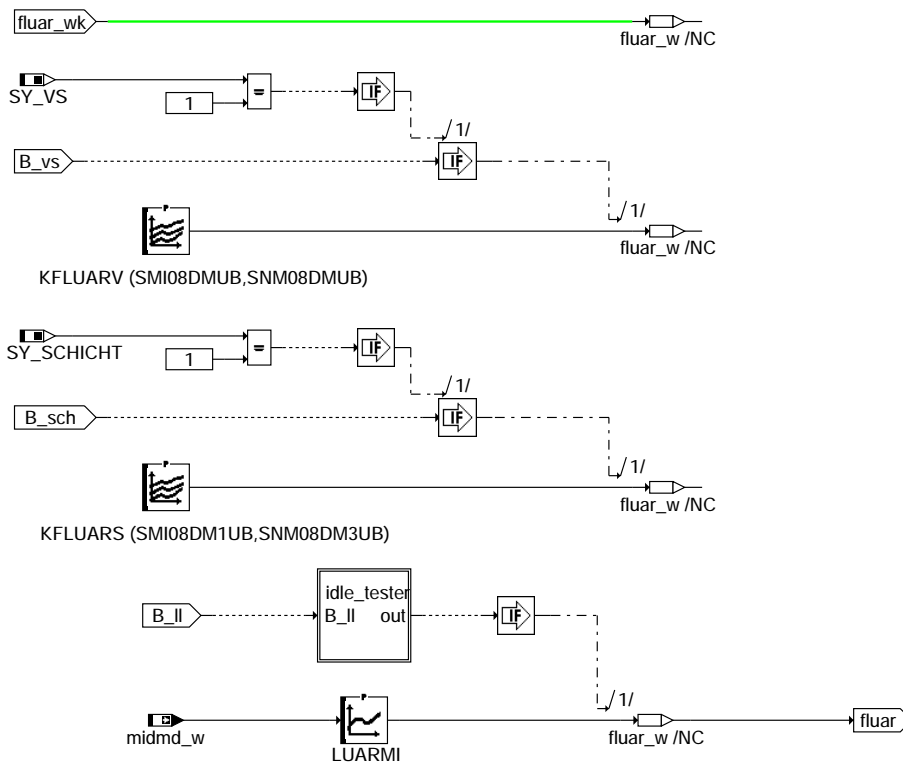 fluar_wk
fluar_w /NC
SY_VS
1
=
IF
/1/
B_vs
IF
/1/
fluar_w /NC
P
KFLUARV (SMI08DMUB,SNM08DMUB)
SY_SCHICHT
1
=
IF
/1/
B_sch
IF
/1/
fluar_w /NC
P
KFLUARS (SMI08DM1UB,SNM08DM3UB)
idle_tester
B_ll
B_ll out
IF
/1/
P
midmd_w
LUARMI
fluar_w /NC
fluar